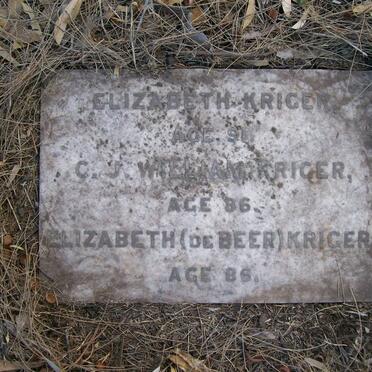 ELIZABETH KRIGER
AGE
C. J. WILLIAM KRIGER,
AGE 86.
ELIZABETH (DE BEER) KRIGER
AGE 86.